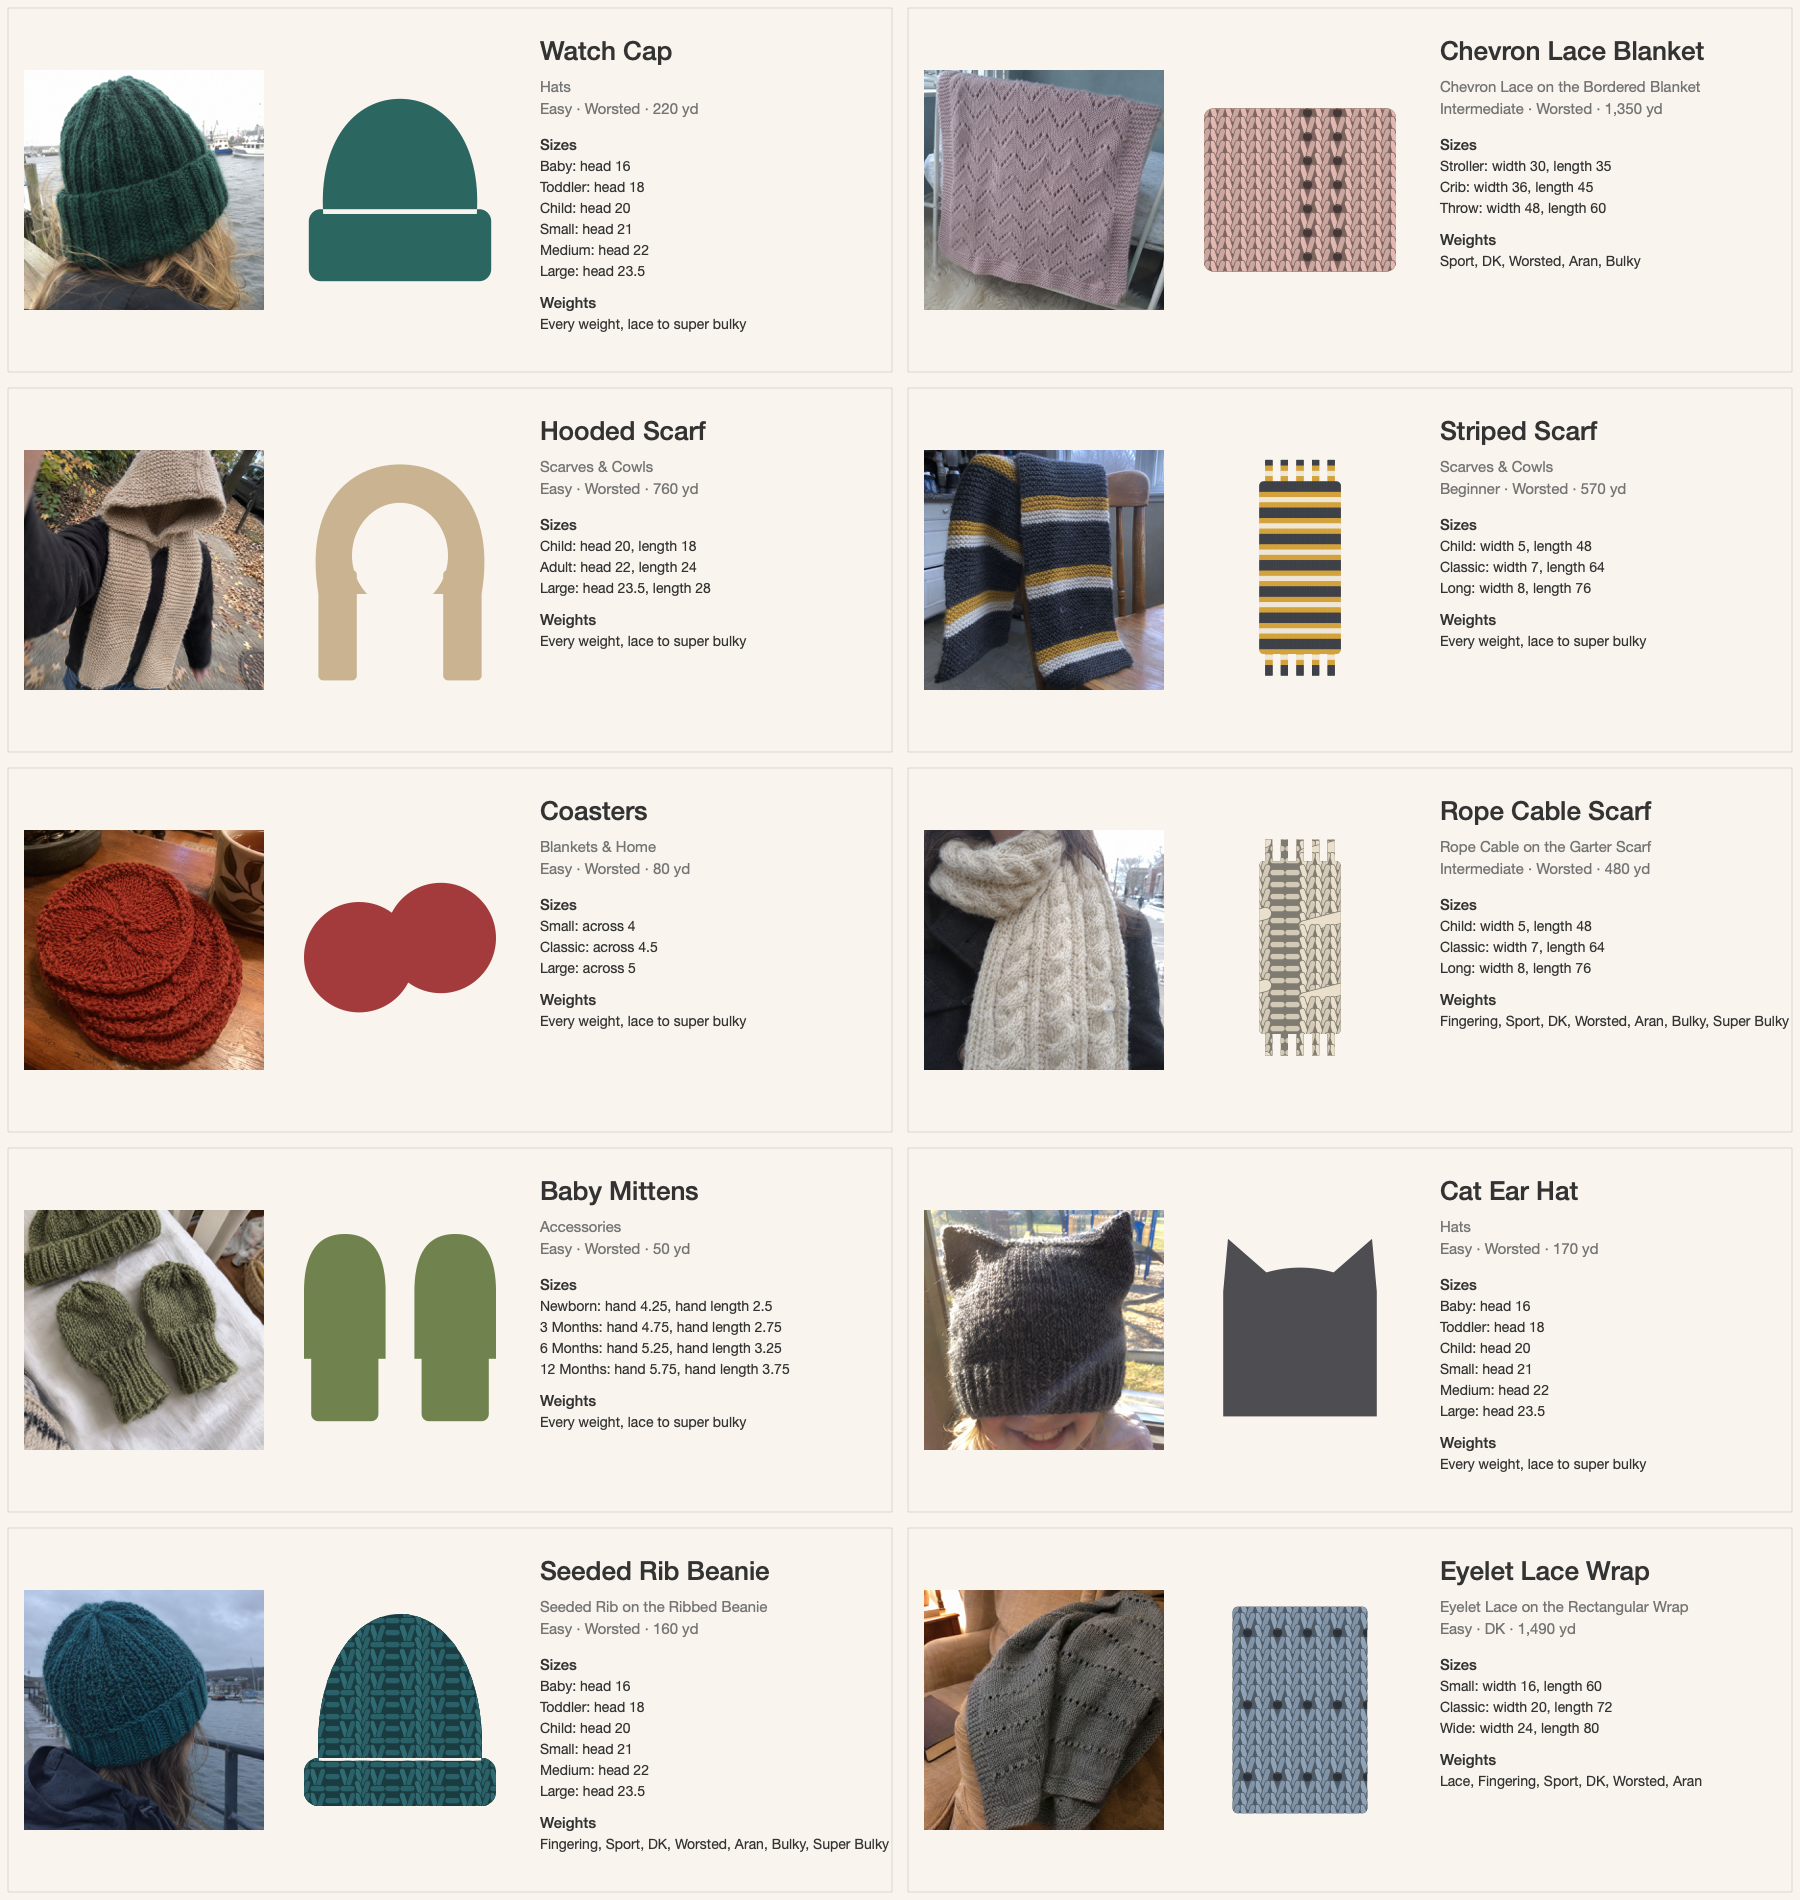 Watch Cap
Hats
Easy · Worsted · 220 yd
Sizes
Baby: head 16
Toddler: head 18
Child: head 20
Small: head 21
Medium: head 22
Large: head 23.5
Weights
Every weight, lace to super bulky
Chevron Lace Blanket
Chevron Lace on the Bordered Blanket
Intermediate · Worsted · 1,350 yd
Sizes
Stroller: width 30, length 35
Crib: width 36, length 45
Throw: width 48, length 60
Weights
Sport, DK, Worsted, Aran, Bulky
Hooded Scarf
Scarves & Cowls
Easy · Worsted · 760 yd
Sizes
Child: head 20, length 18
Adult: head 22, length 24
Large: head 23.5, length 28
Weights
Every weight, lace to super bulky
Striped Scarf
Scarves & Cowls
Beginner · Worsted · 570 yd
Sizes
Child: width 5, length 48
Classic: width 7, length 64
Long: width 8, length 76
Weights
Every weight, lace to super bulky
Coasters
Blankets & Home
Easy · Worsted · 80 yd
Sizes
Small: across 4
Classic: across 4.5
Large: across 5
Weights
Every weight, lace to super bulky
Rope Cable Scarf
Rope Cable on the Garter Scarf
Intermediate · Worsted · 480 yd
Sizes
Child: width 5, length 48
Classic: width 7, length 64
Long: width 8, length 76
Weights
Fingering, Sport, DK, Worsted, Aran, Bulky, Super Bulky
Baby Mittens
Accessories
Easy · Worsted · 50 yd
Sizes
Newborn: hand 4.25, hand length 2.5
3 Months: hand 4.75, hand length 2.75
6 Months: hand 5.25, hand length 3.25
12 Months: hand 5.75, hand length 3.75
Weights
Every weight, lace to super bulky
Cat Ear Hat
Hats
Easy · Worsted · 170 yd
Sizes
Baby: head 16
Toddler: head 18
Child: head 20
Small: head 21
Medium: head 22
Large: head 23.5
Weights
Every weight, lace to super bulky
Seeded Rib Beanie
Seeded Rib on the Ribbed Beanie
Easy · Worsted · 160 yd
Sizes
Baby: head 16
Toddler: head 18
Child: head 20
Small: head 21
Medium: head 22
Large: head 23.5
Weights
Fingering, Sport, DK, Worsted, Aran, Bulky, Super Bulky
Eyelet Lace Wrap
Eyelet Lace on the Rectangular Wrap
Easy · DK · 1,490 yd
Sizes
Small: width 16, length 60
Classic: width 20, length 72
Wide: width 24, length 80
Weights
Lace, Fingering, Sport, DK, Worsted, Aran